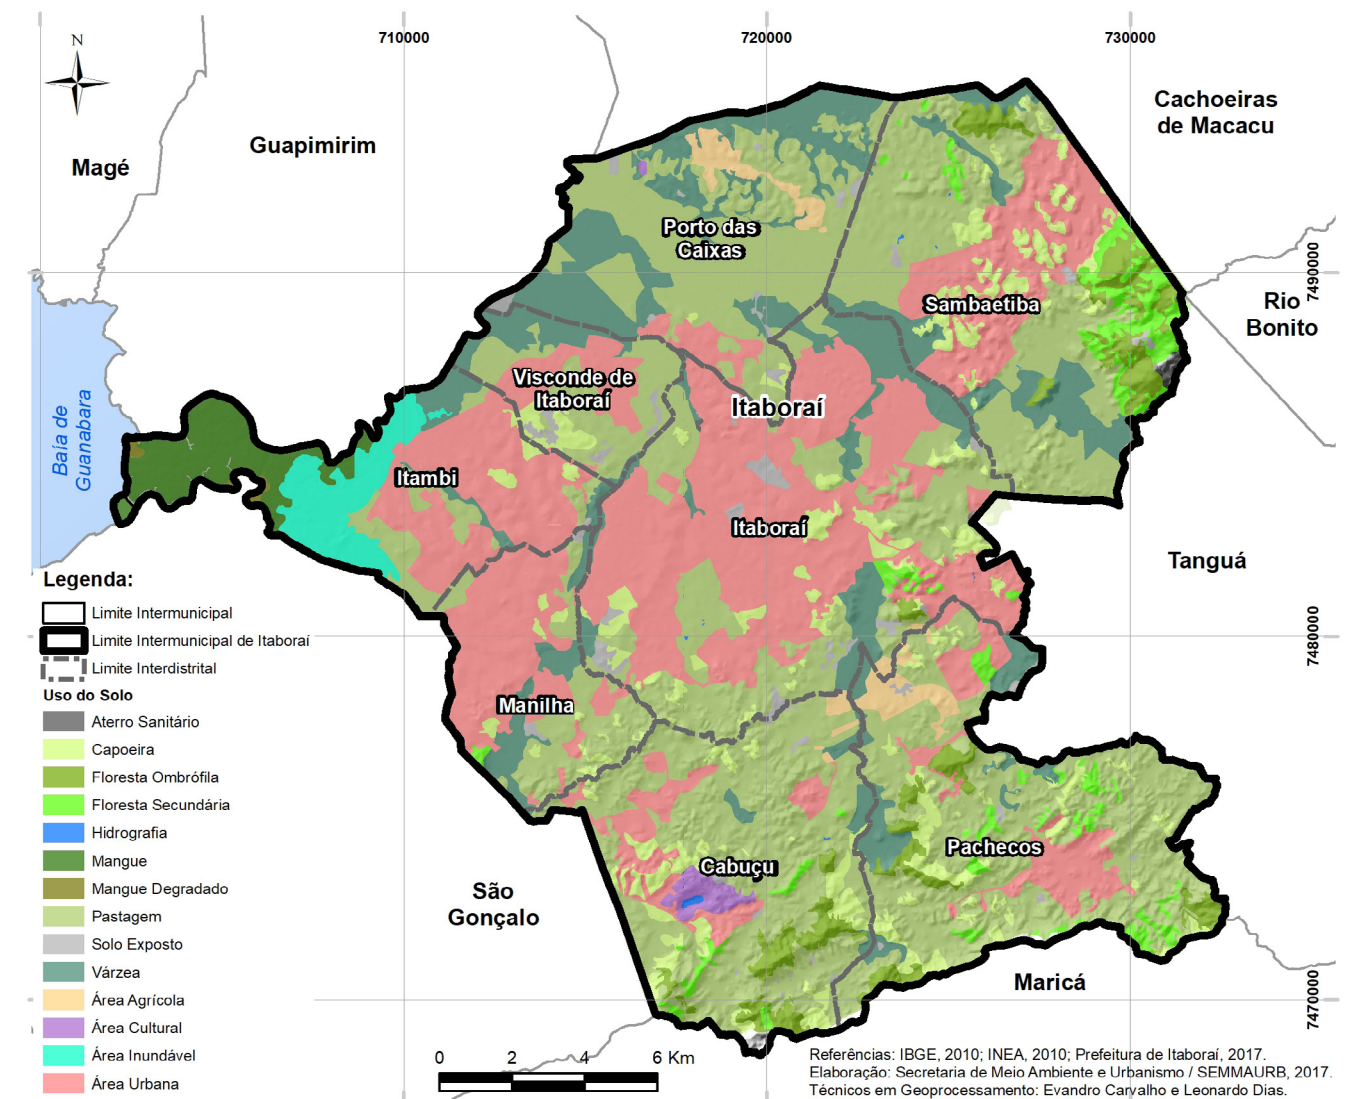 710000
720000
730000
N
Cachoeiras
de Macacu
Guapimirim
Magé
Porto das
Caixas
7490000
Sambaetiba
Rio
Bonito
Visconde de
Itaboraí
Itaboraí
Baía de
Guanabara
Itambi
Itaboraí
Tanguá
Legenda:
Limite Intermunicipal
Limite Intermunicipal de Itaboraí
Limite Interdistrital
Uso do Solo
Aterro Sanitário
Capoeira
Floresta Ombrófila
Floresta Secundária
Hidrografia
Mangue
Mangue Degradado
Pastagem
Solo Exposto
Várzea
Área Agrícola
Área Cultural
Área Inundável
Área Urbana
7480000
Manilha
Pachecos
Cabuçu
São
Gonçalo
Maricá
7470000
0 2 4 6 Km
Referências: IBGE, 2010; INEA, 2010; Prefeitura de Itaboraí, 2017.
Elaboração: Secretaria de Meio Ambiente e Urbanismo / SEMMAURB, 2017.
Técnicos em Geoprocessamento: Evandro Carvalho e Leonardo Dias.